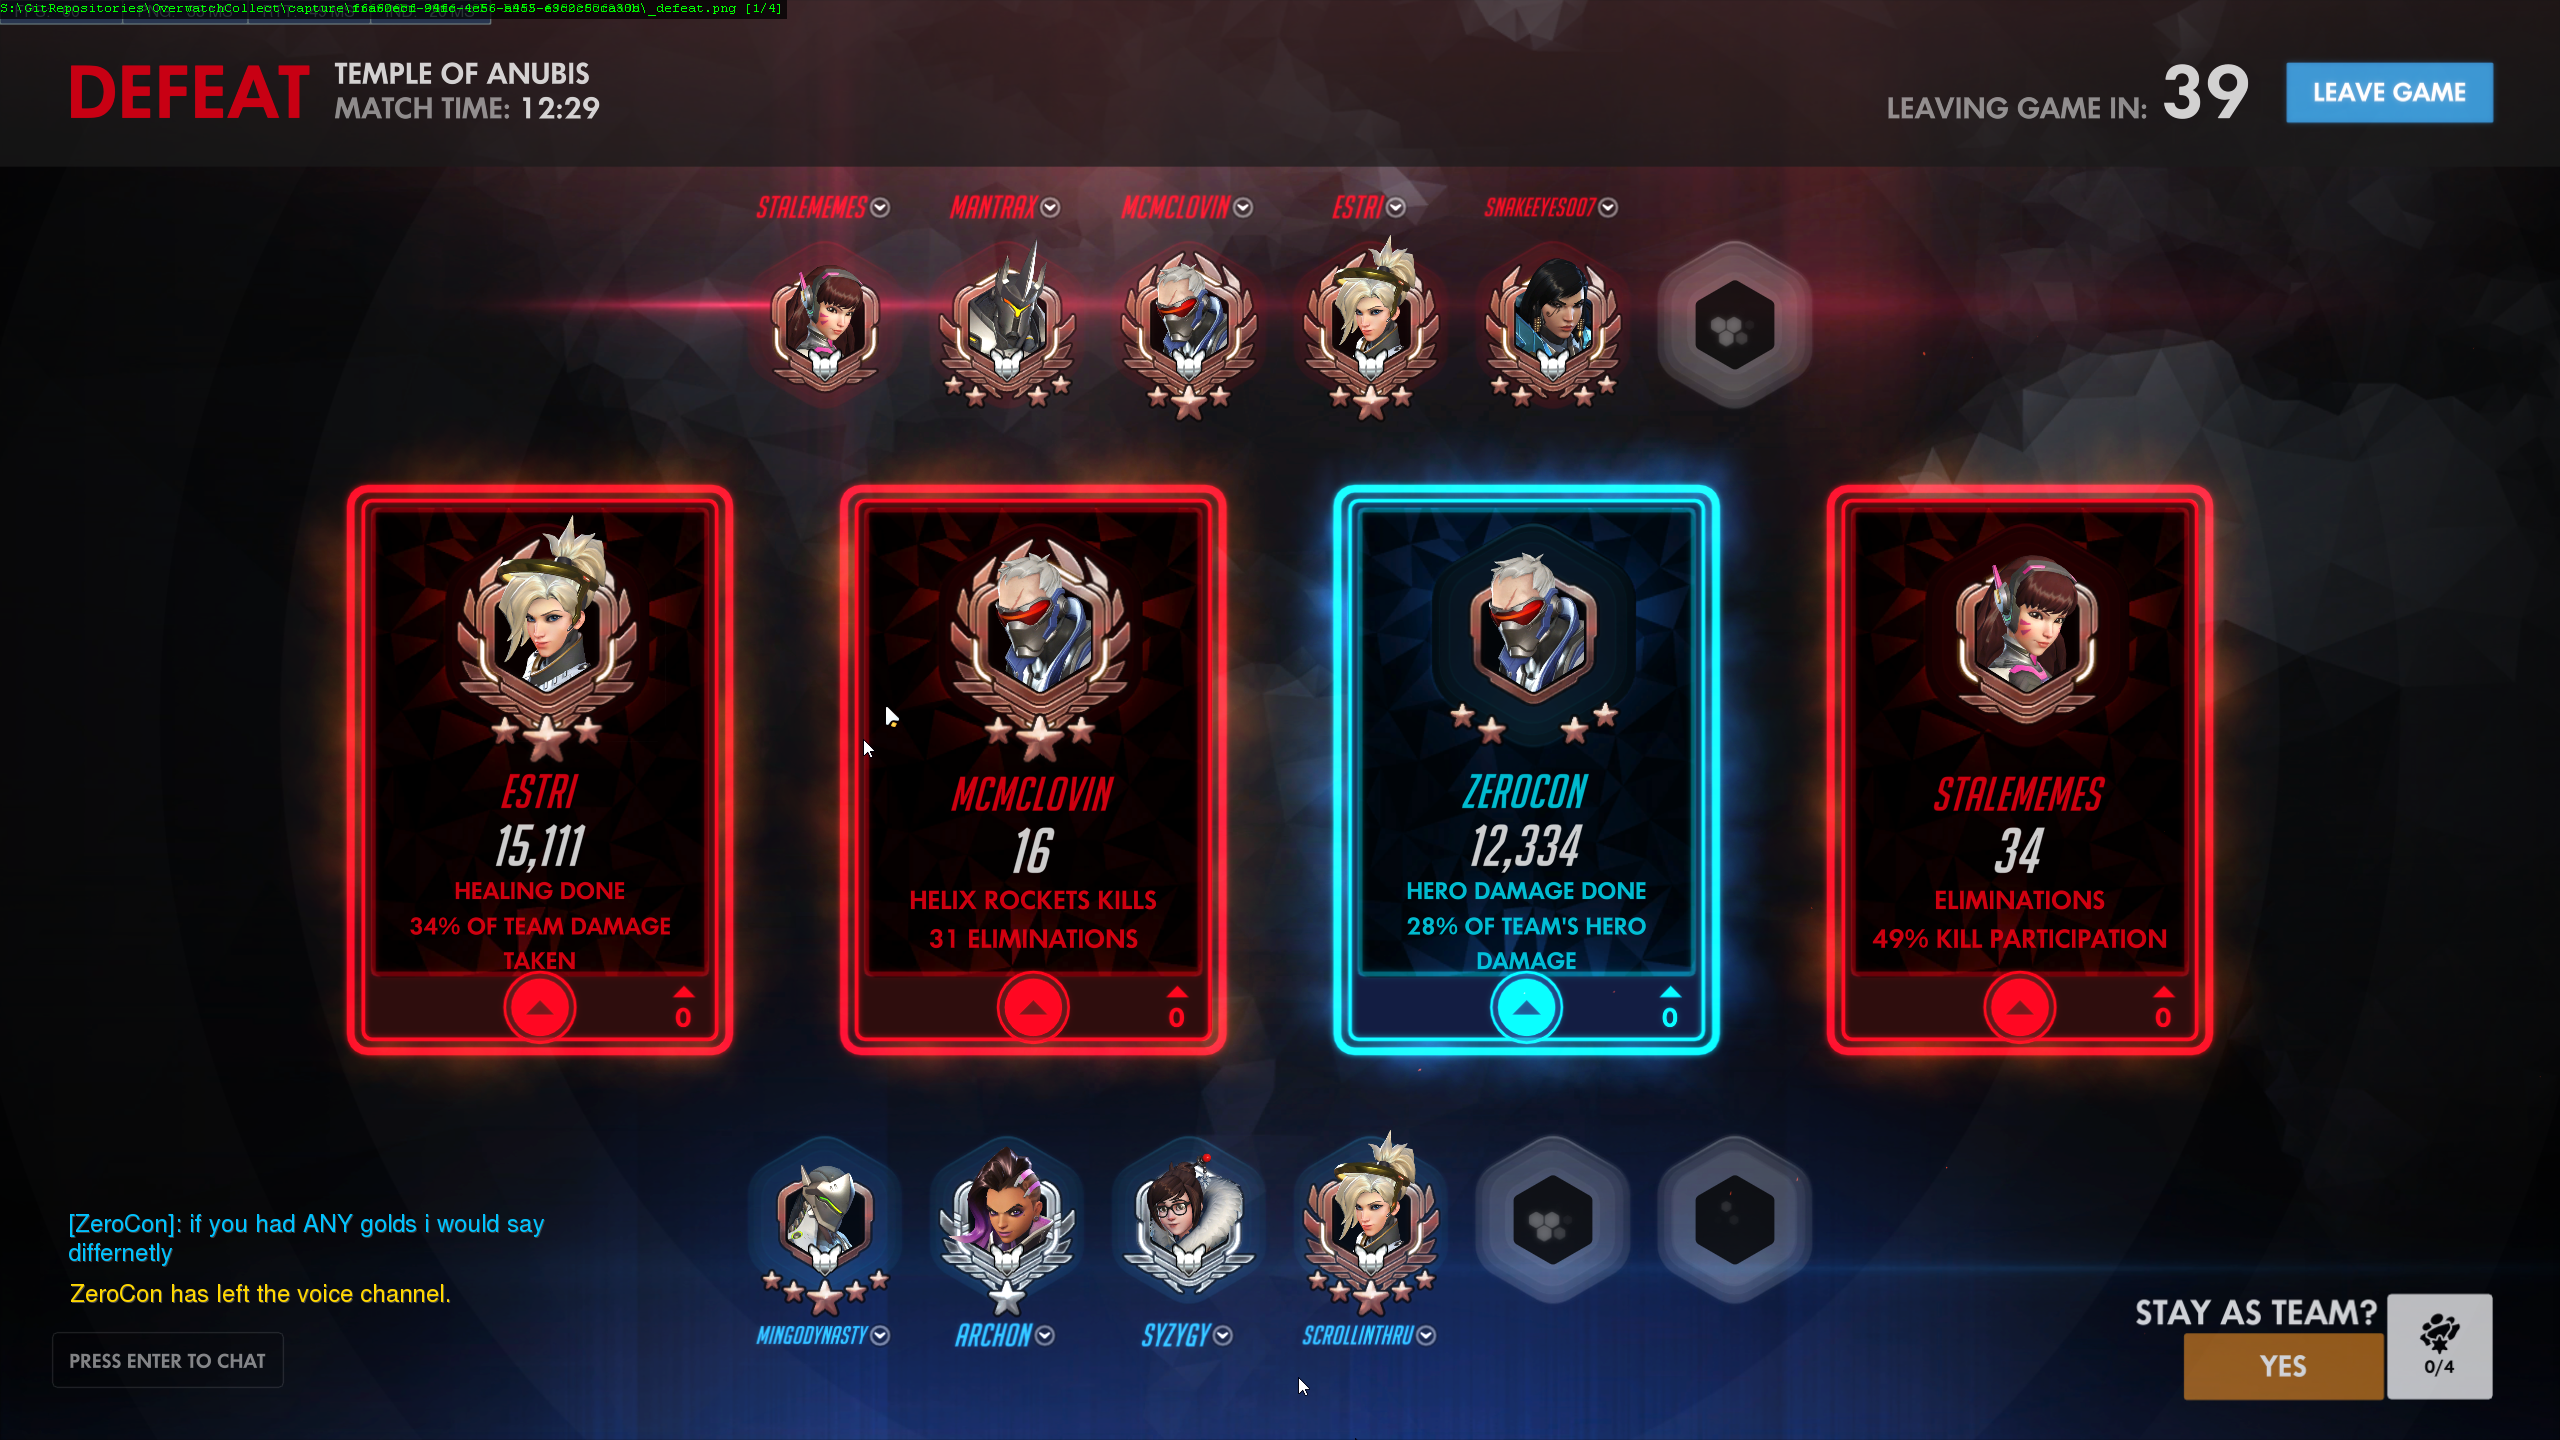 DEFEAT
TEMPLE OF ANUBIS
MATCH TIME: 12:29
LEAVING GAME IN: 39
LEAVE GAME
STALEMEMES
MANTRAX
MCMCLOVIN
ESTRI
SNAKEEYES007
ESTRI
15,111
HEALING DONE
34% OF TEAM DAMAGE
TAKEN
0
MCMCLOVIN
16
HELIX ROCKETS KILLS
31 ELIMINATIONS
0
ZEROCON
12,334
HERO DAMAGE DONE
28% OF TEAM'S HERO
DAMAGE
0
STALEMEMES
34
ELIMINATIONS
49% KILL PARTICIPATION
0
[ZeroCon]: if you had ANY golds i would say
differnetly
ZeroCon has left the voice channel.
PRESS ENTER TO CHAT
MINGODYNASTY
ARCHON
SYZYGY
SCROLLINTHRU
STAY AS TEAM?
YES
0/4